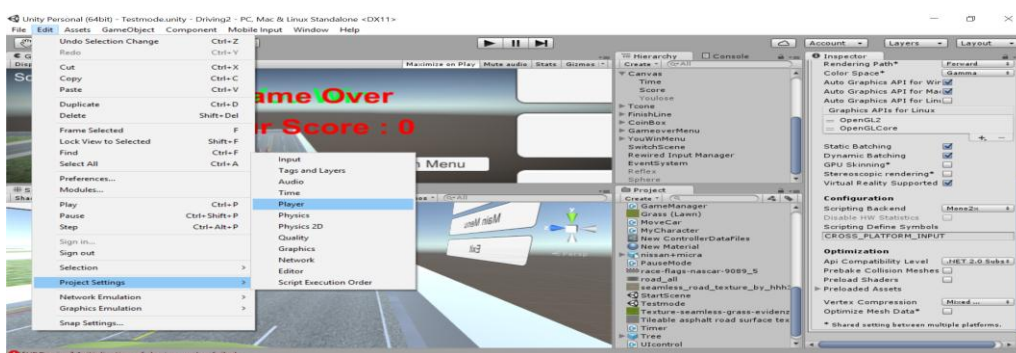 Unity Personal (64bit) - Testmode.unity - Driving2 - PC, Mac & Linux Standalone <DX11>
File Edit Assets GameObject Component Mobile Input Window Help
Account Layers Layout
Undo Selection Change Ctrl+Z
Redo Ctrl+Y
Cut Ctrl+X
Copy Ctrl+C
Paste Ctrl+V
Duplicate Ctrl+D
Delete Shift+Del
Frame Selected F
Lock View to Selected Shift+F
Find Ctrl+F
Select All Ctrl+A
Preferences...
Modules...
Play Ctrl+P
Pause Ctrl+Shift+P
Step Ctrl+Alt+P
Sign in...
Sign out
Selection
Project Settings
Network Emulation
Graphics Emulation
Snap Settings...
Input
Tags and Layers
Audio
Time
Player
Physics
Physics 2D
Quality
Graphics
Network
Editor
Script Execution Order
Maximize on Play Mute audio Stats Gizmos
ame Over
r Score : 0
Menu
Main Menu
Exit
Persp
Hierarchy Console
Create All
Canvas
Time
Score
Youlose
Tcone
FinishLine
CoinBox
GameoverMenu
YouWinMenu
SwitchScene
Rewired Input Manager
EventSystem
Reflex
Sphere
Project
Create
GameManager
Grass (Lawn)
MoveCar
MyCharacter
New ControllerDataFiles
New Material
nissan+micra
PauseMode
race-flags-nascar-9089_5
road_all
seamless_road_texture_by_hhh
StartScene
Testmode
Texture-seamless-grass-evidenz
Tileable asphalt road surface tex
Timer
Tree
UIcontrol
Inspector
Rendering Path* Forward
Color Space* Gamma
Auto Graphics API for Wir
Auto Graphics API for Mac
Auto Graphics API for Lin
Graphics APIs for Linux
OpenGL2
OpenGLCore
Static Batching
Dynamic Batching
GPU Skinning*
Stereoscopic rendering*
Virtual Reality Supported
Configuration
Scripting Backend Mono2x
Disable HW Statistics
Scripting Define Symbols
CROSS_PLATFORM_INPUT
Optimization
Api Compatibility Level .NET 2.0 Subs
Prebake Collision Meshes
Preload Shaders
Preloaded Assets
Vertex Compression Mixed ...
Optimize Mesh Data*
* Shared setting between multiple platforms.